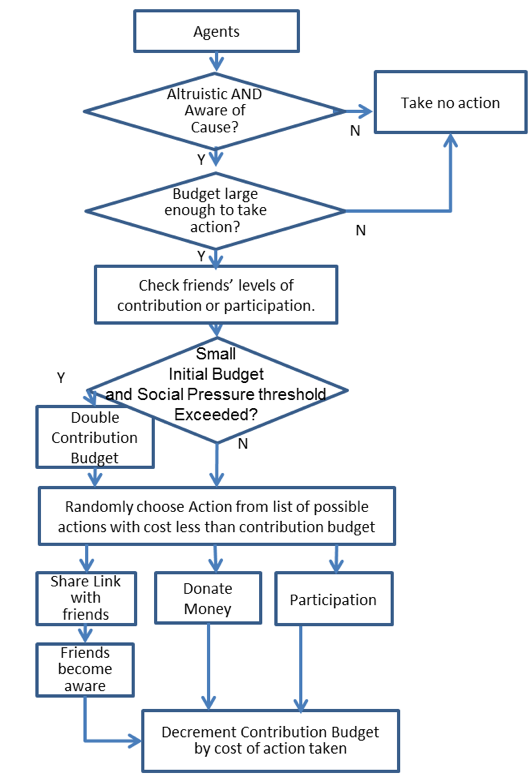 Agents
Altruistic AND
Aware of
Cause?
Take no action
N
Y
Budget large
enough to take
action?
N
Y
Check friends’ levels of
contribution or participation.
Small
Initial Budget
and Social Pressure threshold
Exceeded?
Y
N
Double
Contribution
Budget
Randomly choose Action from list of possible
actions with cost less than contribution budget
Share Link
with
friends
Donate
Money
Participation
Friends
become
aware
Decrement Contribution Budget
by cost of action taken